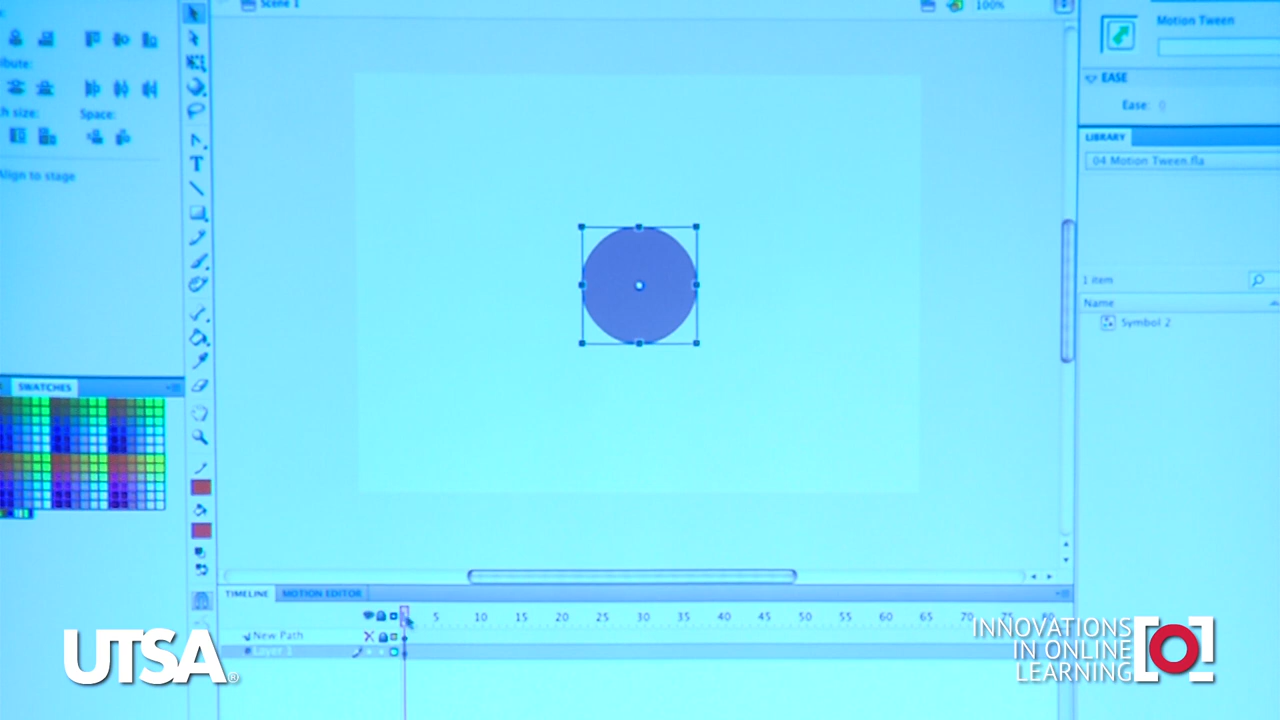 Scene 1
100%
Motion Tween
EASE
Ease: 0
LIBRARY
04 Motion Tween.fla
1 item
Name
Symbol 2
Space:
Align to stage
SWATCHES
TIMELINE
MOTION EDITOR
5 10 15 20 25 30 35 40 45 50 55 60 65 70 75 80
New Path
Layer 1
UTSA®
INNOVATIONS
IN ONLINE
LEARNING